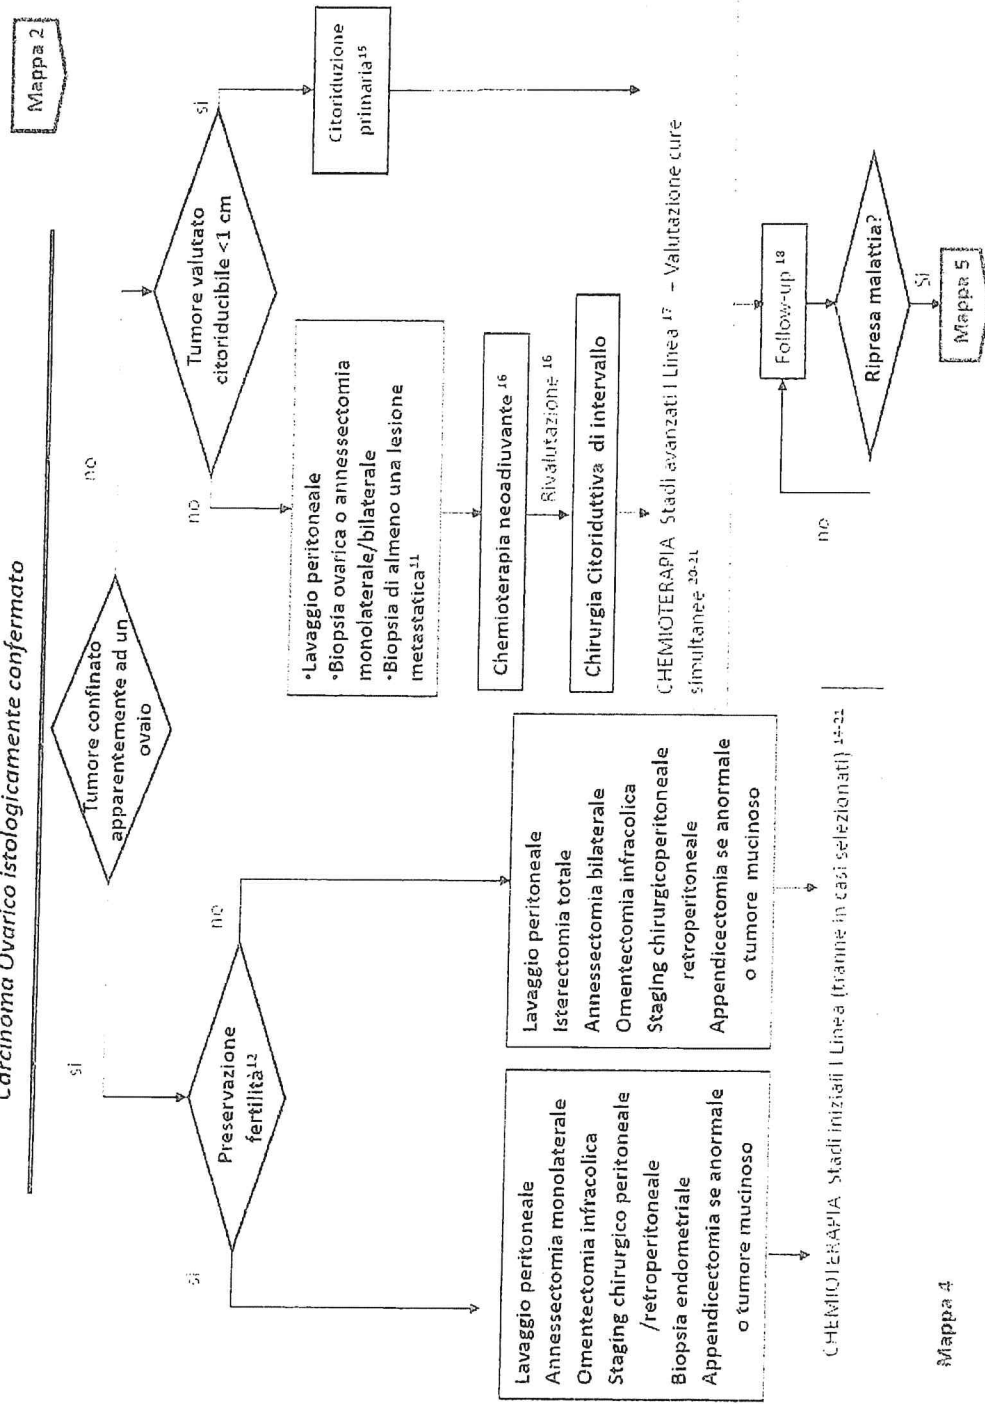 Carcinoma Ovarico istologicamente confermato
Mappa 2
Tumore confinato
apparentemente ad un
ovaio
si
no
Preservazione
fertilità¹²
si
no
Tumore valutato
citoriducibile <1 cm
no
si
Citoriduzione
primaria¹⁵
•Lavaggio peritoneale
•Biopsia ovarica o annessectomia
monolaterale/bilaterale
•Biopsia di almeno una lesione
metastatica¹¹
Chemioterapia neoadiuvante ¹⁶
Rivalutazione ¹⁶
Chirurgia Citoriduttiva di intervallo
Lavaggio peritoneale
Annessectomia monolaterale
Omentectomia infracolica
Staging chirurgico peritoneale
/retroperitoneale
Biopsia endometriale
Appendicectomia se anormale
o tumore mucinoso
Lavaggio peritoneale
Isterectomia totale
Annessectomia bilaterale
Omentectomia infracolica
Staging chirurgicoperitoneale
retroperitoneale
Appendicectomia se anormale
o tumore mucinoso
CHEMIOTERAPIA Stadi avanzati I Linea ¹⁷ – Valutazione cure
simultanee ²⁰⁻²¹
CHEMIOTERAPIA Stadi iniziali I Linea (tranne in casi selezionati) ¹⁴⁻²¹
Follow-up ¹⁸
Ripresa malattia?
no
Si
Mappa 5
Mappa 4